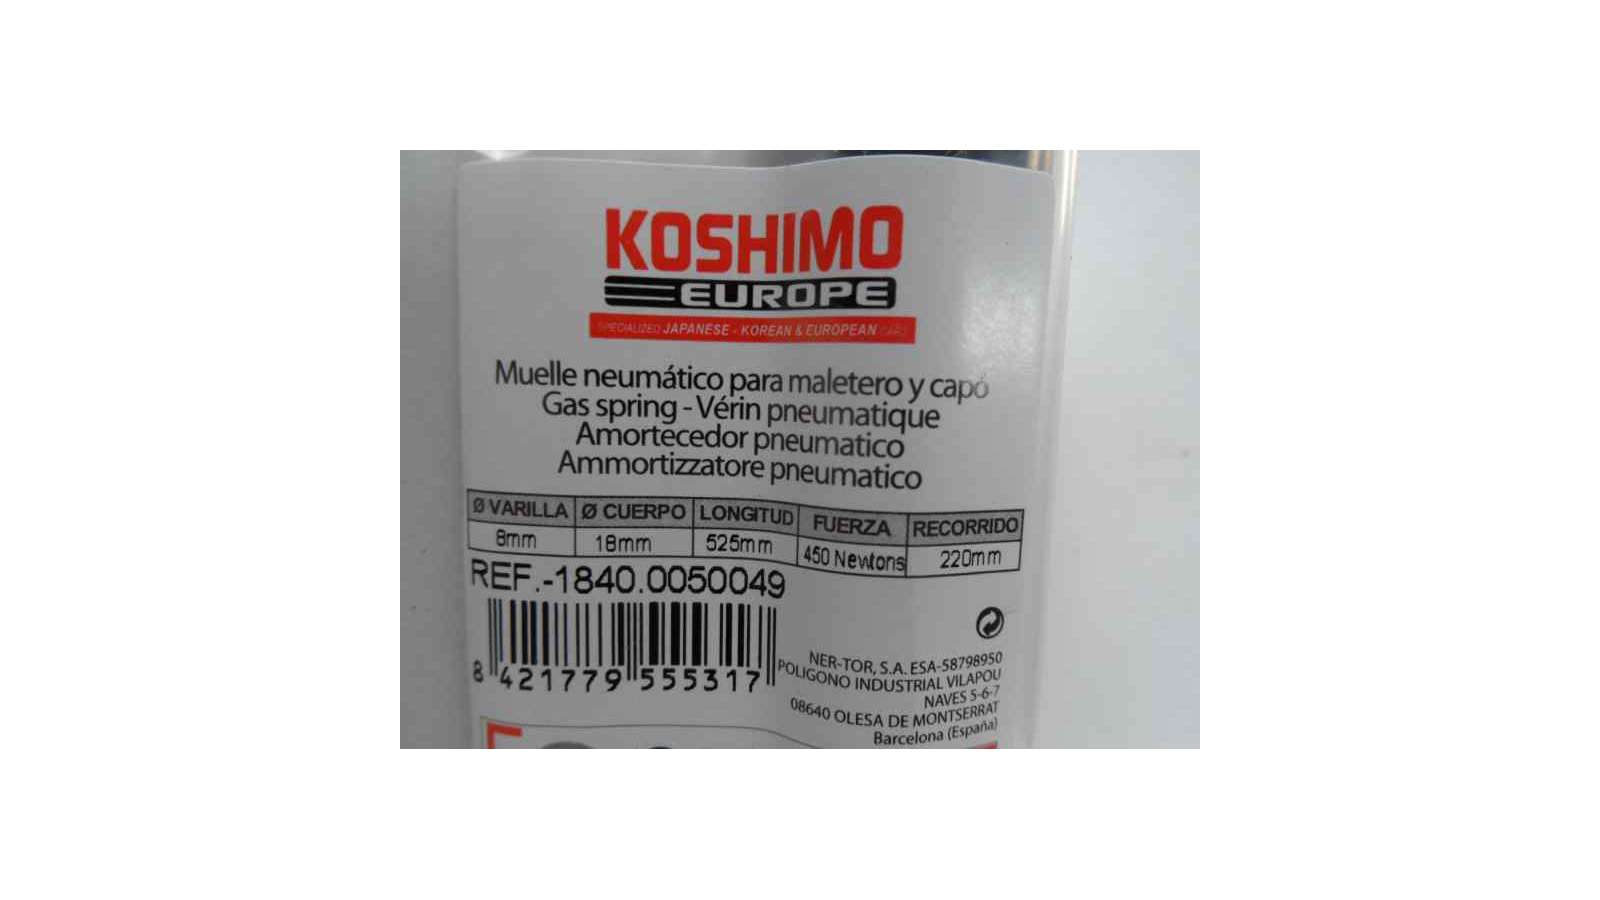 KOSHIMO
EUROPE
SPECIALIZED JAPANESE - KOREAN & EUROPEAN CARS
Muelle neumático para maletero y capó
Gas spring - Vérin pneumatique
Amortecedor pneumatico
Ammortizzatore pneumatico
Ø VARILLA Ø CUERPO LONGITUD FUERZA RECORRIDO
8mm 18mm 525mm 450 Newtons 220mm
REF.-1840.0050049
8 421779 555317
NER-TOR, S.A. ESA-58798950
POLIGONO INDUSTRIAL VILAPOU
NAVES 5-6-7
08640 OLESA DE MONTSERRAT
Barcelona (España)